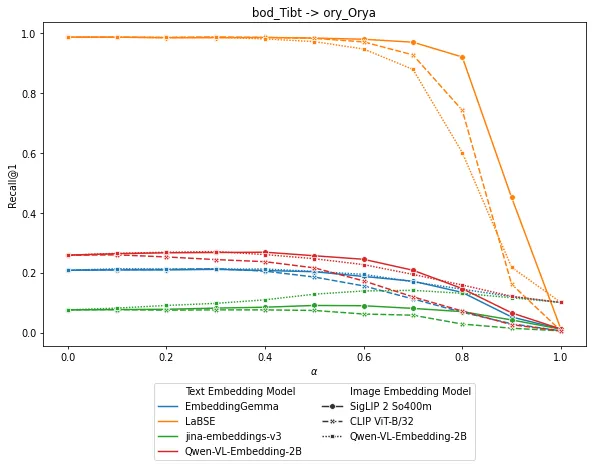 bod_Tibt -> ory_Orya
Recall@1
1.0
0.8
0.6
0.4
0.2
0.0
0.0 0.2 0.4 0.6 0.8 1.0
α
Text Embedding Model Image Embedding Model
EmbeddingGemma SigLIP 2 So400m
LaBSE CLIP ViT-B/32
jina-embeddings-v3 Qwen-VL-Embedding-2B
Qwen-VL-Embedding-2B